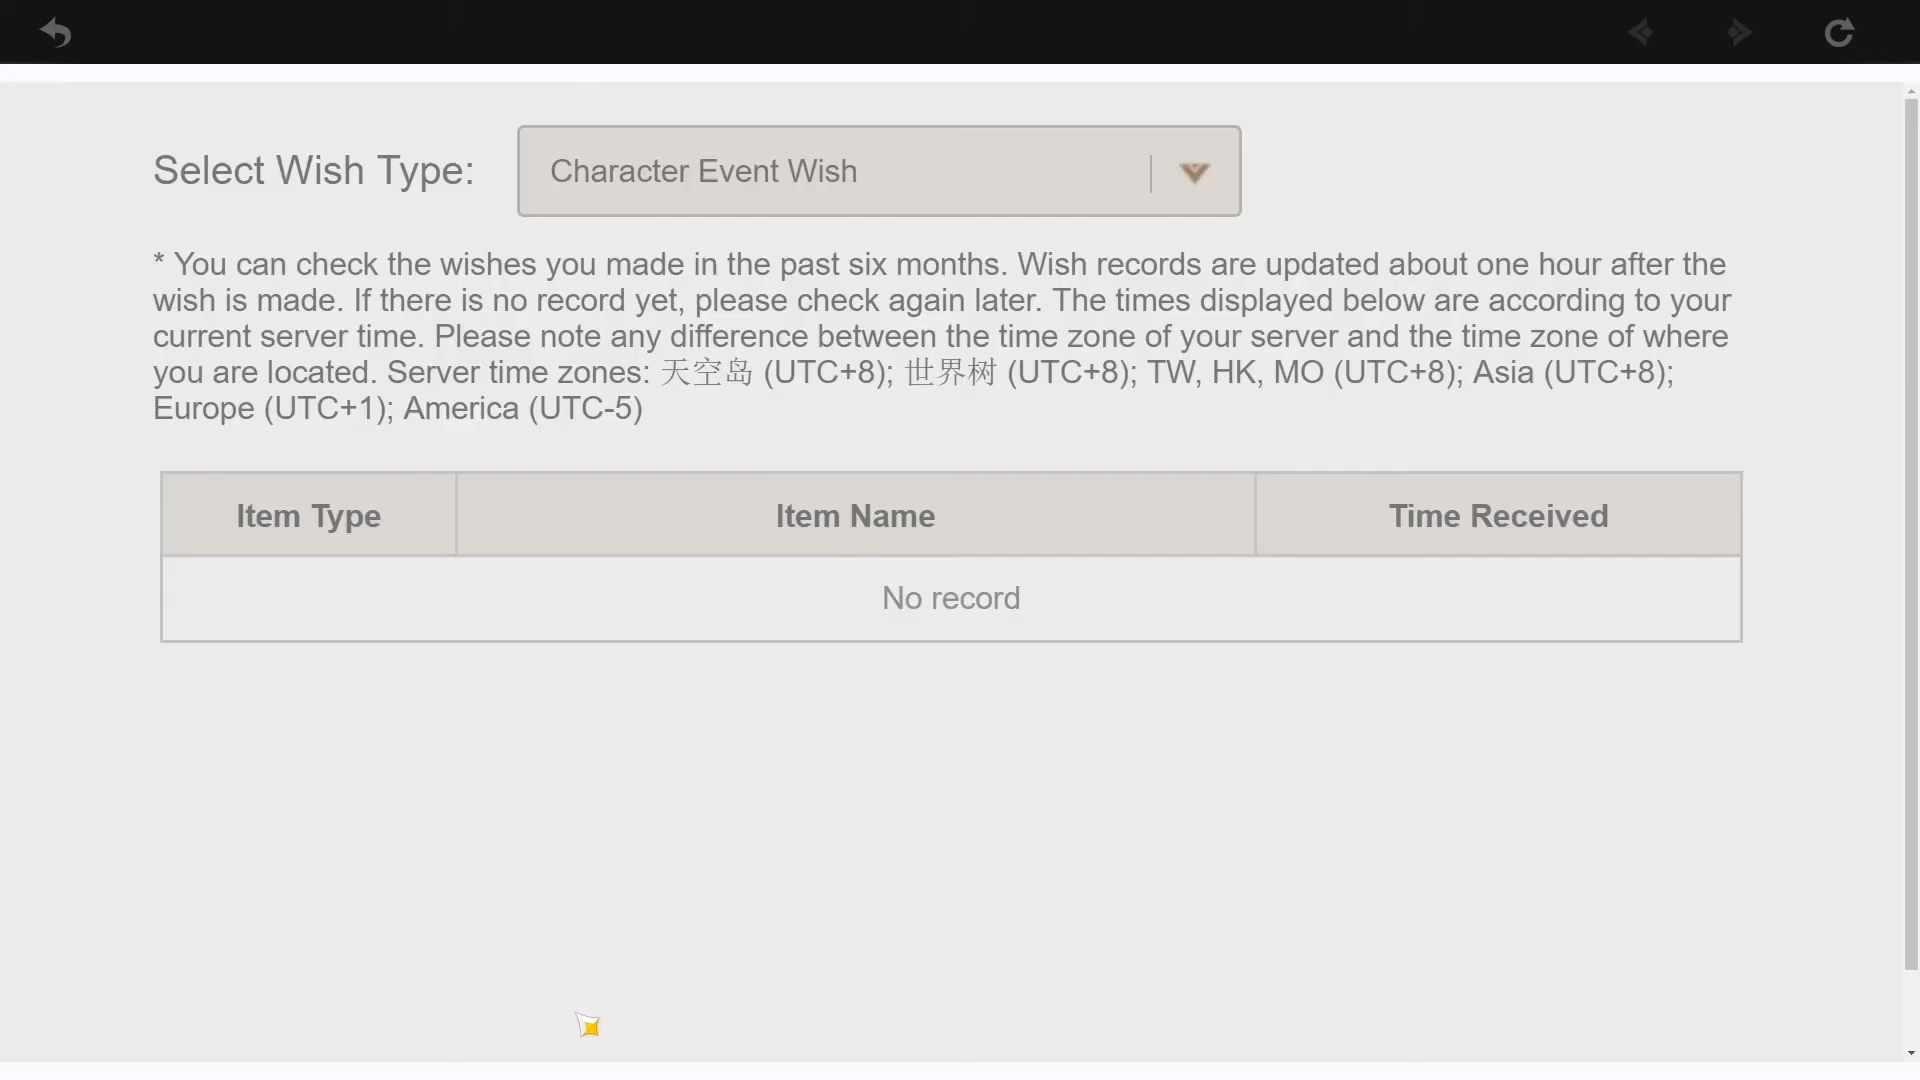 Select Wish Type:
Character Event Wish
* You can check the wishes you made in the past six months. Wish records are updated about one hour after the
wish is made. If there is no record yet, please check again later. The times displayed below are according to your
current server time. Please note any difference between the time zone of your server and the time zone of where
you are located. Server time zones: 天空岛 (UTC+8); 世界树 (UTC+8); TW, HK, MO (UTC+8); Asia (UTC+8);
Europe (UTC+1); America (UTC-5)
Item Type
Item Name
Time Received
No record